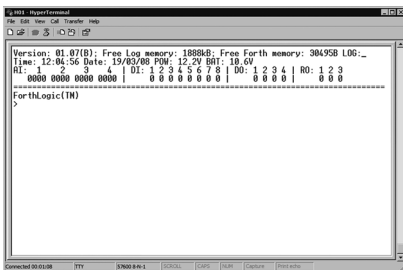 H01 - HyperTerminal
File Edit View Call Transfer Help
Version: 01.07(B); Free Log memory: 1888kB; Free Forth memory: 30495B LOG:_
Time: 12:04:56 Date: 19/03/08 POW: 12.2V BAT: 10.6V
AI: 1 2 3 4 | DI: 1 2 3 4 5 6 7 8 | DO: 1 2 3 4 | RO: 1 2 3
0000 0000 0000 0000 | 0 0 0 0 0 0 0 0 | 0 0 0 0 | 0 0 0
================================================================================
ForthLogic(TM)
>
Connected 00:01:08 TTY 57600 8-N-1 SCROLL CAPS NUM Capture Print echo